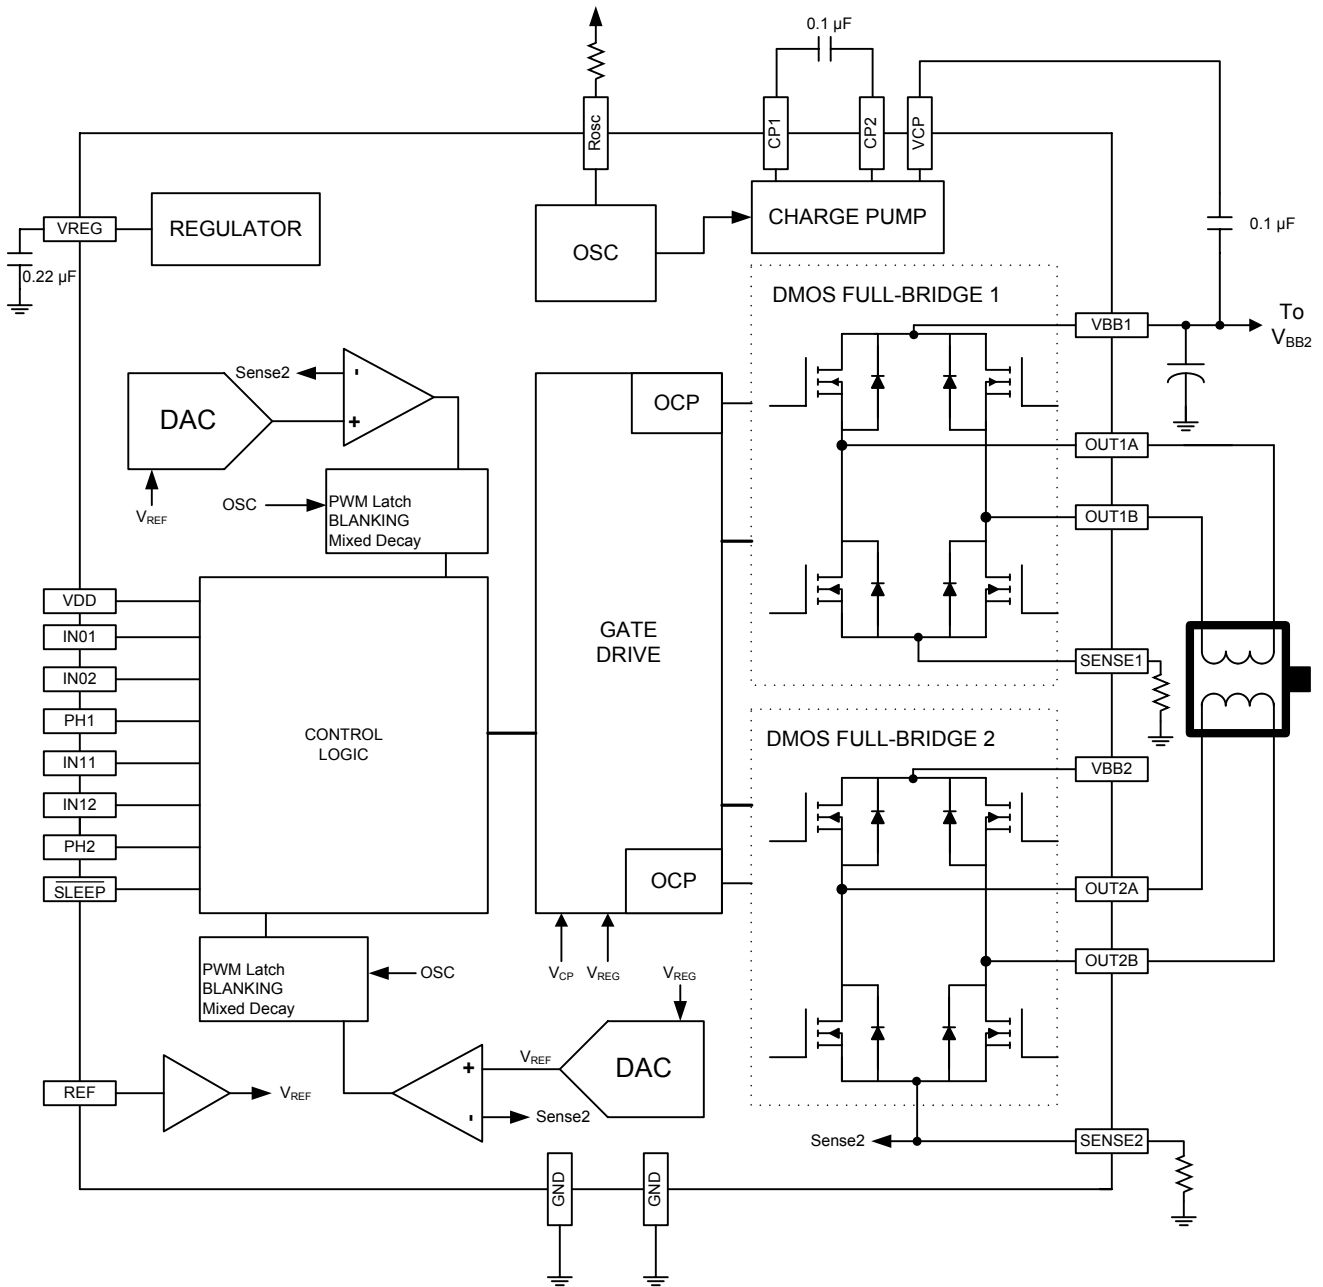 0.1 µF
Rosc
CP1
CP2
VCP
VREG
REGULATOR
OSC
CHARGE PUMP
0.1 µF
0.22 µF
DMOS FULL-BRIDGE 1
VBB1
To
VBB2
Sense2
-
DAC
+
OCP
OUT1A
VREF
OSC
PWM Latch
BLANKING
Mixed Decay
OUT1B
VDD
IN01
IN02
PH1
IN11
IN12
PH2
SLEEP
CONTROL
LOGIC
GATE
DRIVE
SENSE1
DMOS FULL-BRIDGE 2
VBB2
OCP
OUT2A
OUT2B
PWM Latch
BLANKING
Mixed Decay
OSC
VCP
VREG
VREG
REF
VREF
+
-
VREF
DAC
Sense2
Sense2
SENSE2
GND
GND